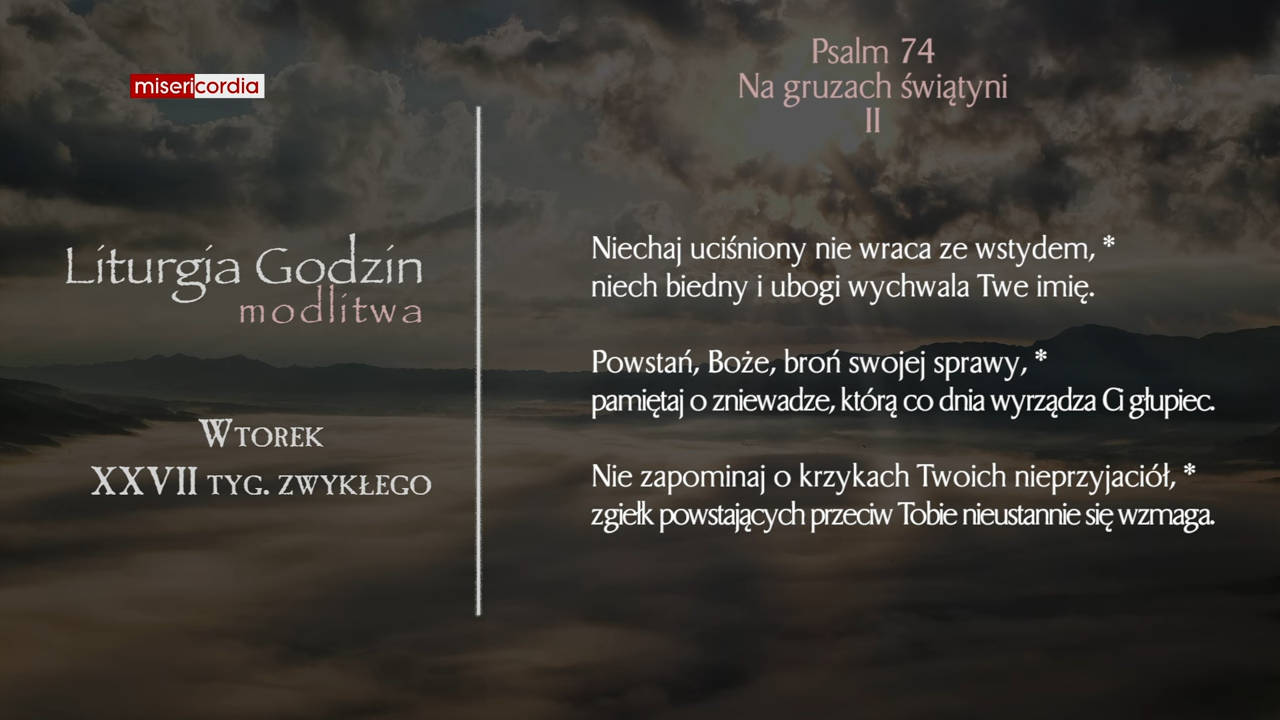 misericordia
Liturgia Godzin
modlitwa
Wtorek
XXVII tyg. zwykłego
Psalm 74
Na gruzach świątyni
II
Niechaj uciśniony nie wraca ze wstydem, *
niech biedny i ubogi wychwala Twe imię.
Powstań, Boże, broń swojej sprawy, *
pamiętaj o zniewadze, którą co dnia wyrządza Ci głupiec.
Nie zapominaj o krzykach Twoich nieprzyjaciół, *
zgiełk powstających przeciw Tobie nieustannie się wzmaga.